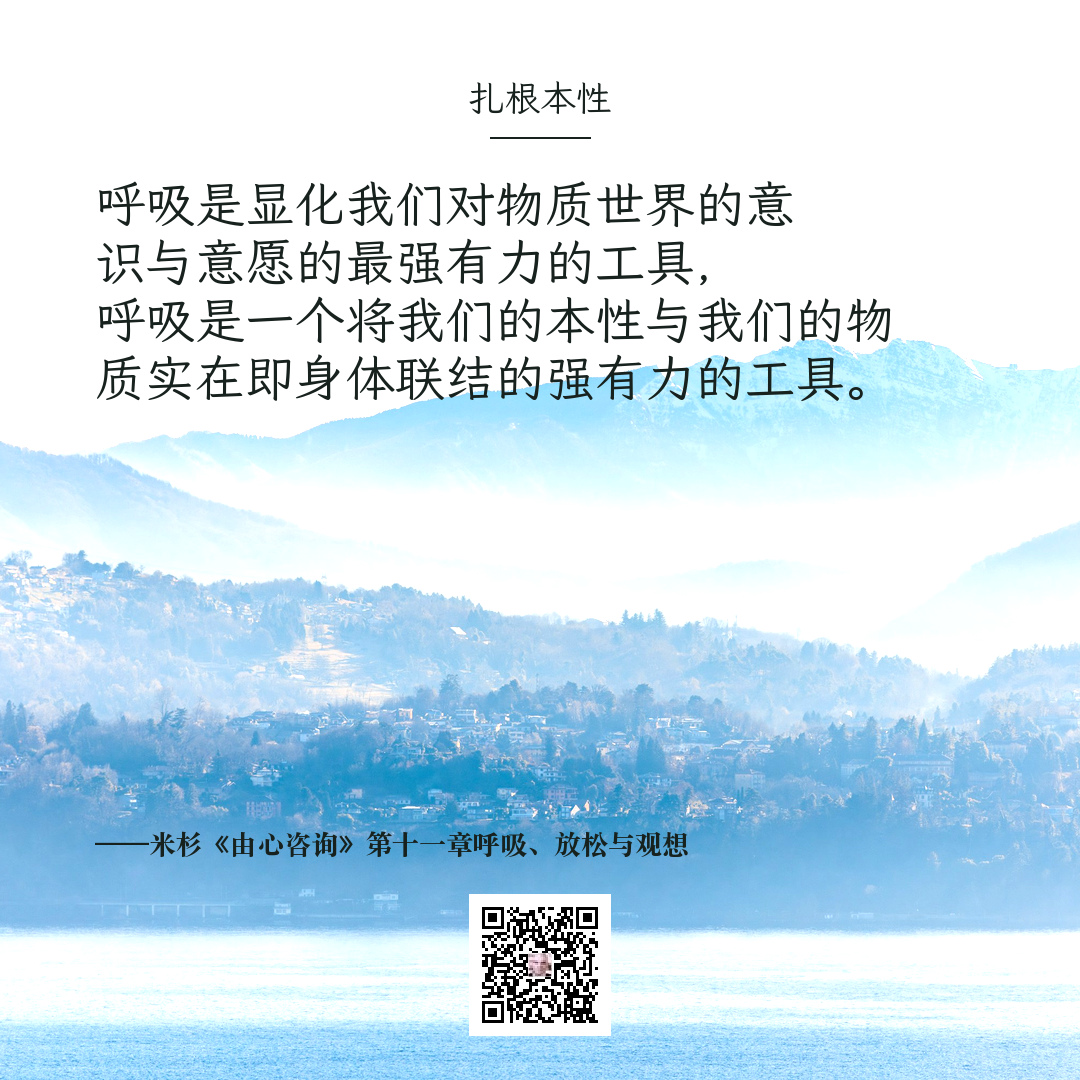 扎根本性
呼吸是显化我们对物质世界的意
识与意愿的最强有力的工具,
呼吸是一个将我们的本性与我们的物
质实在即身体联结的强有力的工具。
——米杉《由心咨询》第十一章呼吸、放松与观想